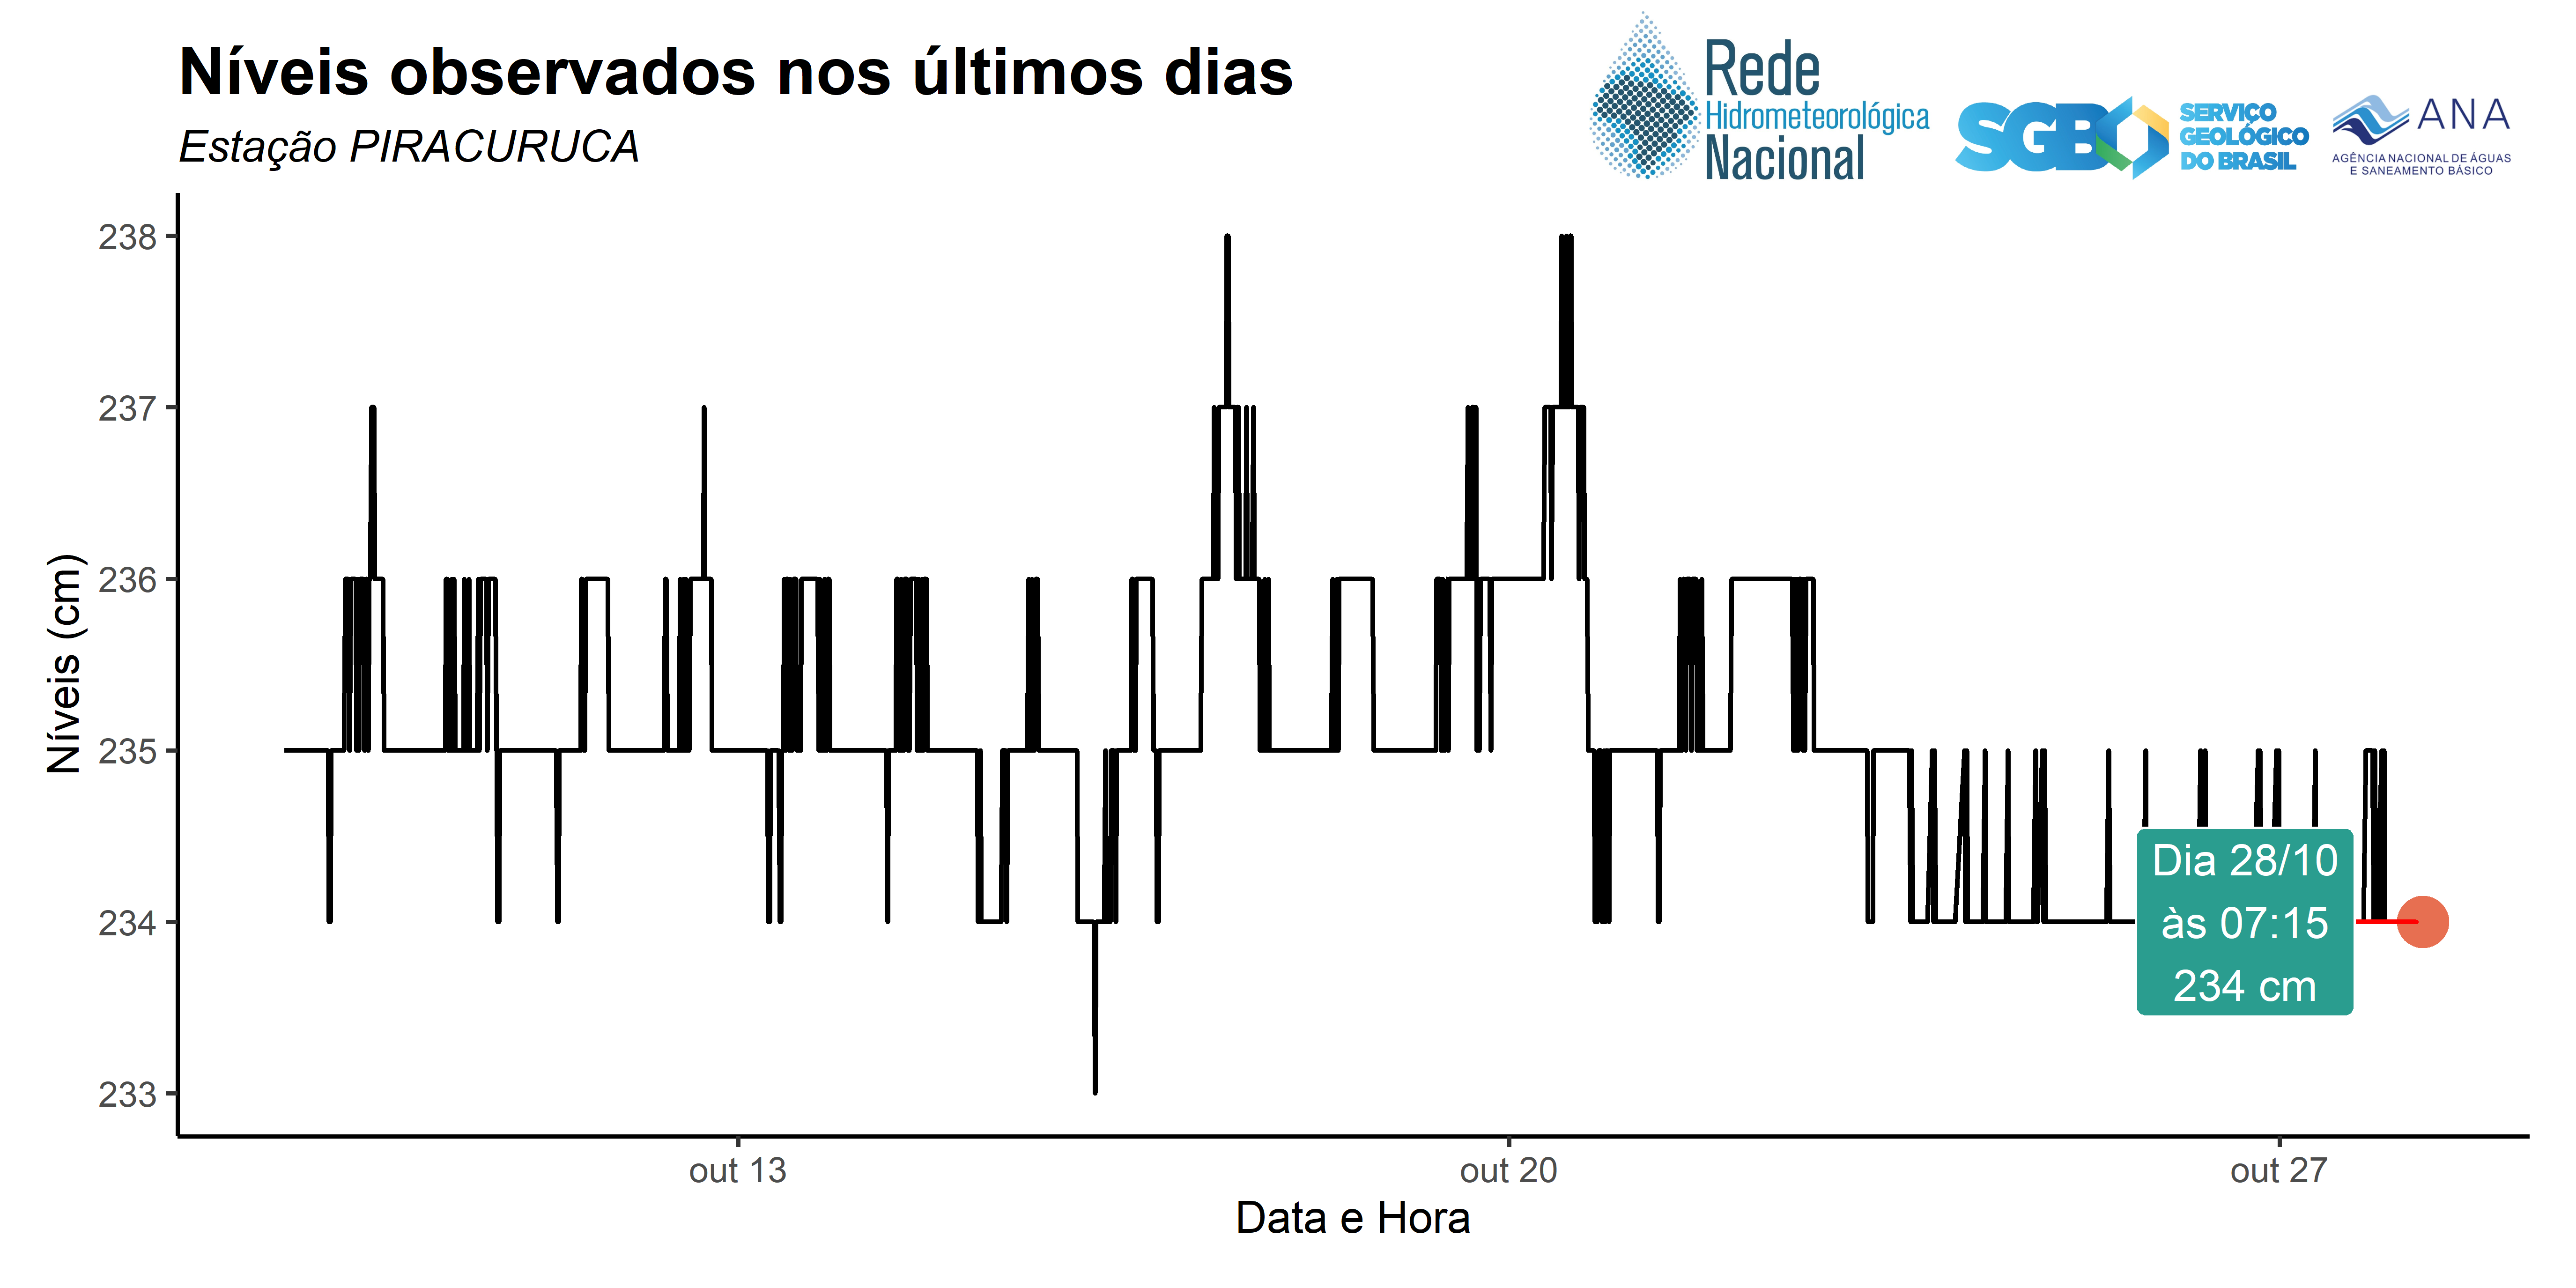 Níveis observados nos últimos dias
Estação PIRACURUCA
Rede
Hidrometeorológica
Nacional
SGB
SERVIÇO
GEOLÓGICO
DO BRASIL
ANA
AGÊNCIA NACIONAL DE ÁGUAS
E SANEAMENTO BÁSICO
Níveis (cm)
238
237
236
235
234
233
Dia 28/10
às 07:15
234 cm
out 13
out 20
out 27
Data e Hora